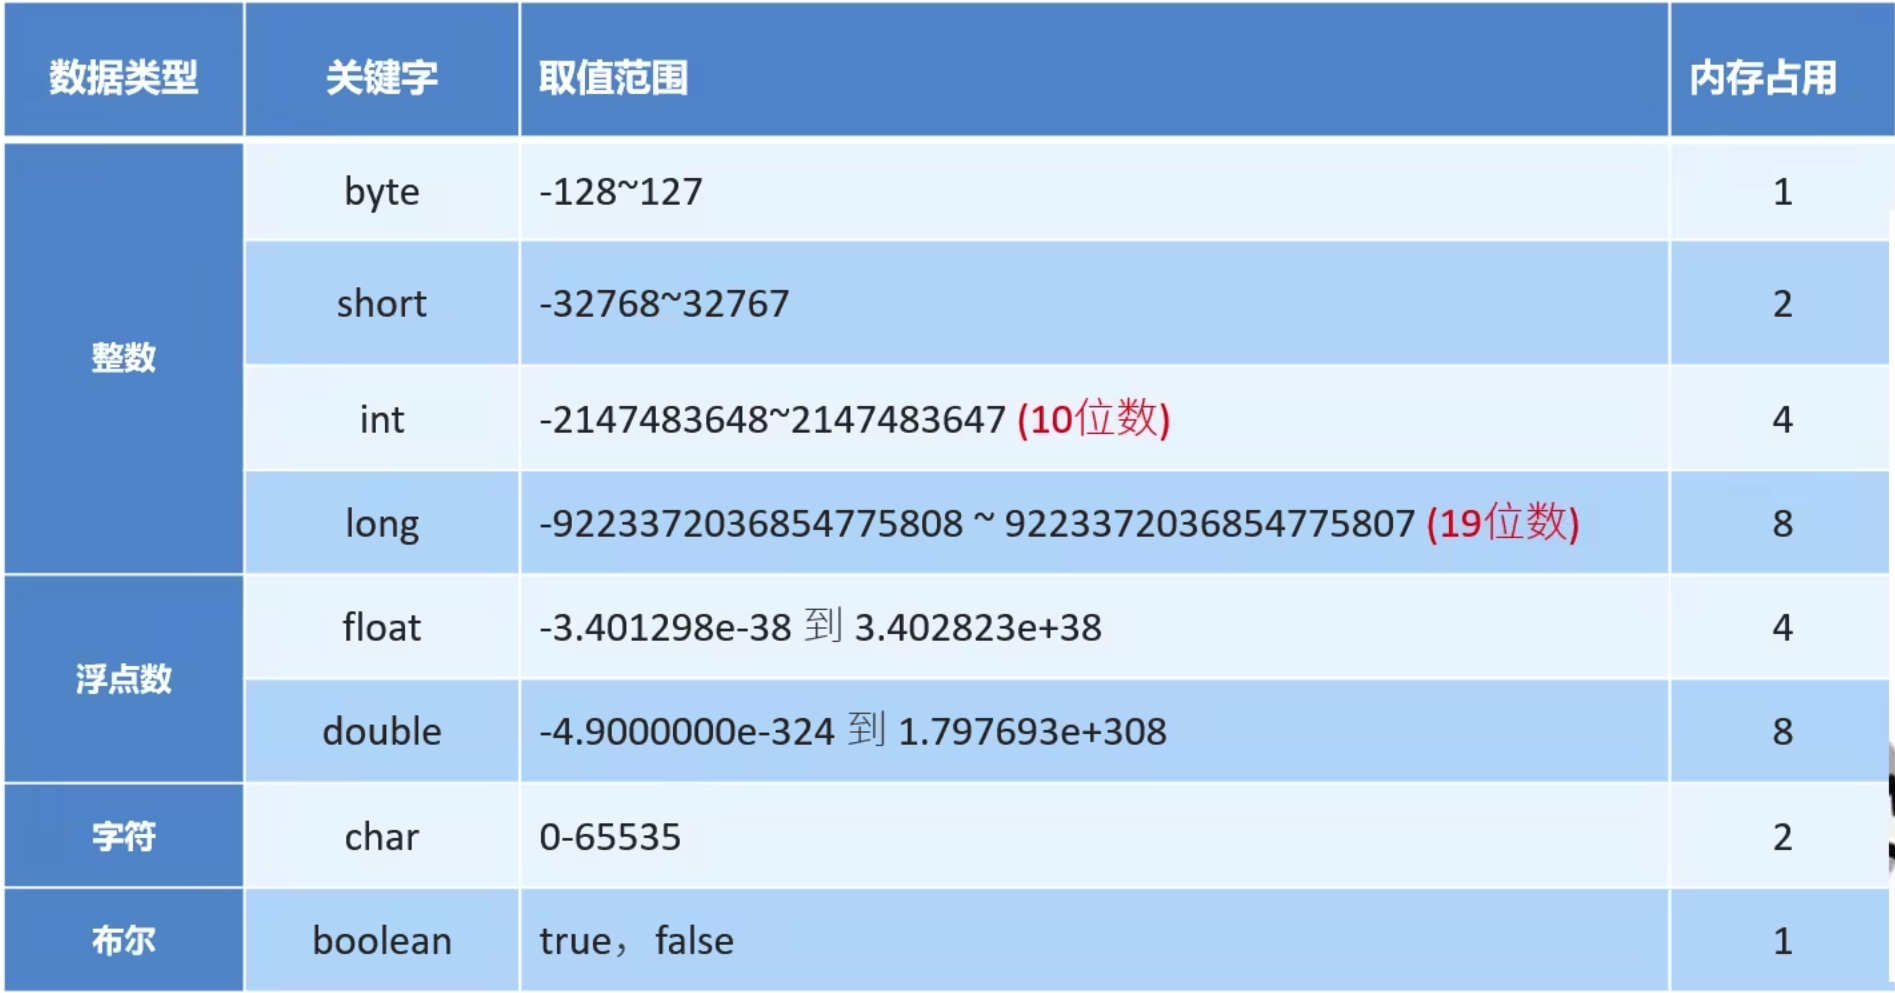 数据类型 关键字 取值范围 内存占用
整数 byte -128~127 1
short -32768~32767 2
int -2147483648~2147483647 (10位数) 4
long -9223372036854775808 ~ 9223372036854775807 (19位数) 8
浮点数 float -3.401298e-38 到 3.402823e+38 4
double -4.9000000e-324 到 1.797693e+308 8
字符 char 0-65535 2
布尔 boolean true，false 1